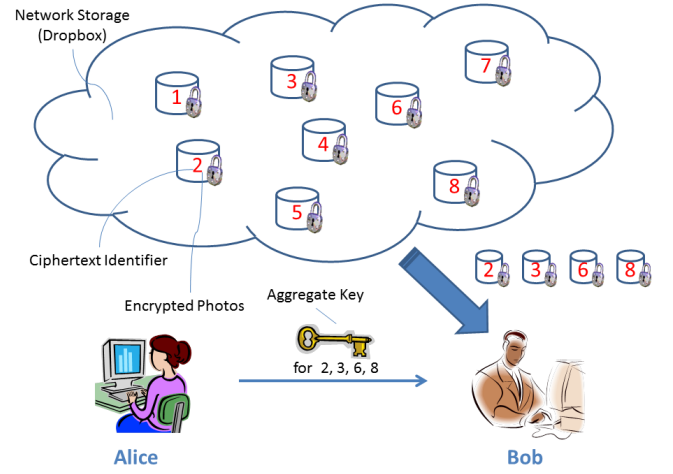 Network Storage
(Dropbox)
1
3
7
6
4
2
8
5
Ciphertext Identifier
Encrypted Photos
2 3 6 8
Aggregate Key
for 2, 3, 6, 8
Alice
Bob